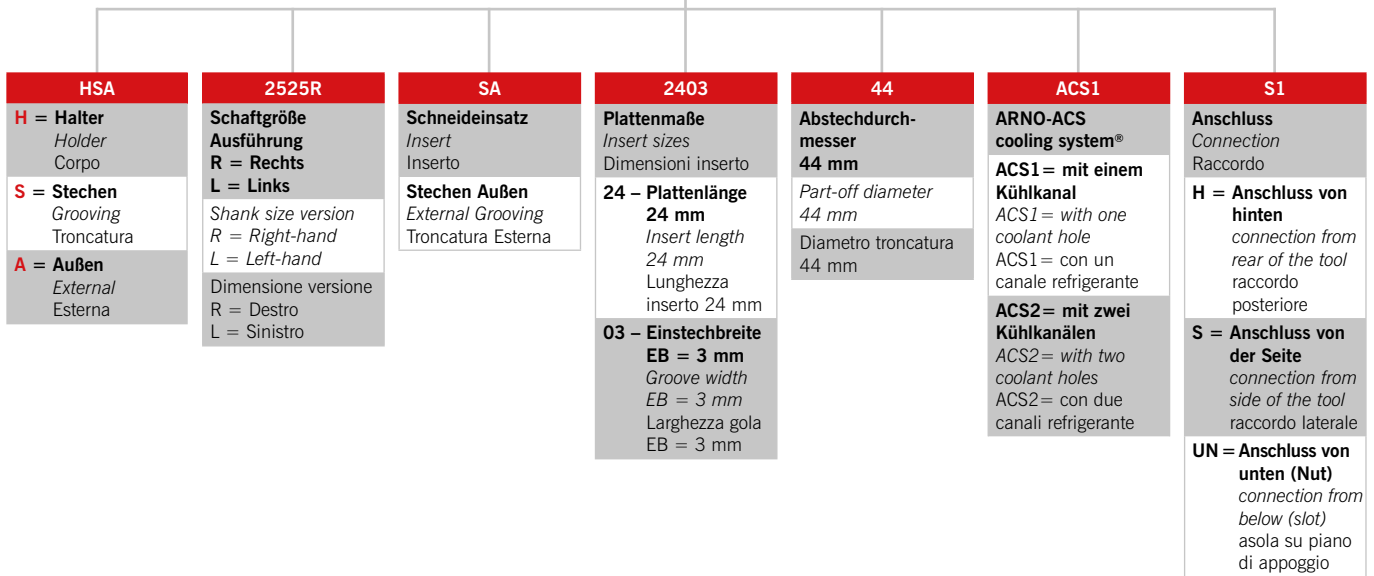 HSA
H = Halter
Holder
Corpo
S = Stechen
Grooving
Troncatura
A = Außen
External
Esterna
2525R
Schaftgröße
Ausführung
R = Rechts
L = Links
Shank size version
R = Right-hand
L = Left-hand
Dimensione versione
R = Destro
L = Sinistro
SA
Schneideinsatz
Insert
Inserto
Stechen Außen
External Grooving
Troncatura Esterna
2403
Plattenmaße
Insert sizes
Dimensioni inserto
24 – Plattenlänge
24 mm
Insert length
24 mm
Lunghezza
inserto 24 mm
03 – Einstechbreite
EB = 3 mm
Groove width
EB = 3 mm
Larghezza gola
EB = 3 mm
44
Abstechdurch-
messer
44 mm
Part-off diameter
44 mm
Diametro troncatura
44 mm
ACS1
ARNO-ACS
cooling system®
ACS1= mit einem
Kühlkanal
ACS1= with one
coolant hole
ACS1= con un
canale refrigerante
ACS2= mit zwei
Kühlkanälen
ACS2= with two
coolant holes
ACS2= con due
canali refrigerante
S1
Anschluss
Connection
Raccordo
H = Anschluss von
hinten
connection from
rear of the tool
raccordo
posteriore
S = Anschluss von
der Seite
connection from
side of the tool
raccordo laterale
UN = Anschluss von
unten (Nut)
connection from
below (slot)
asola su piano
di appoggio